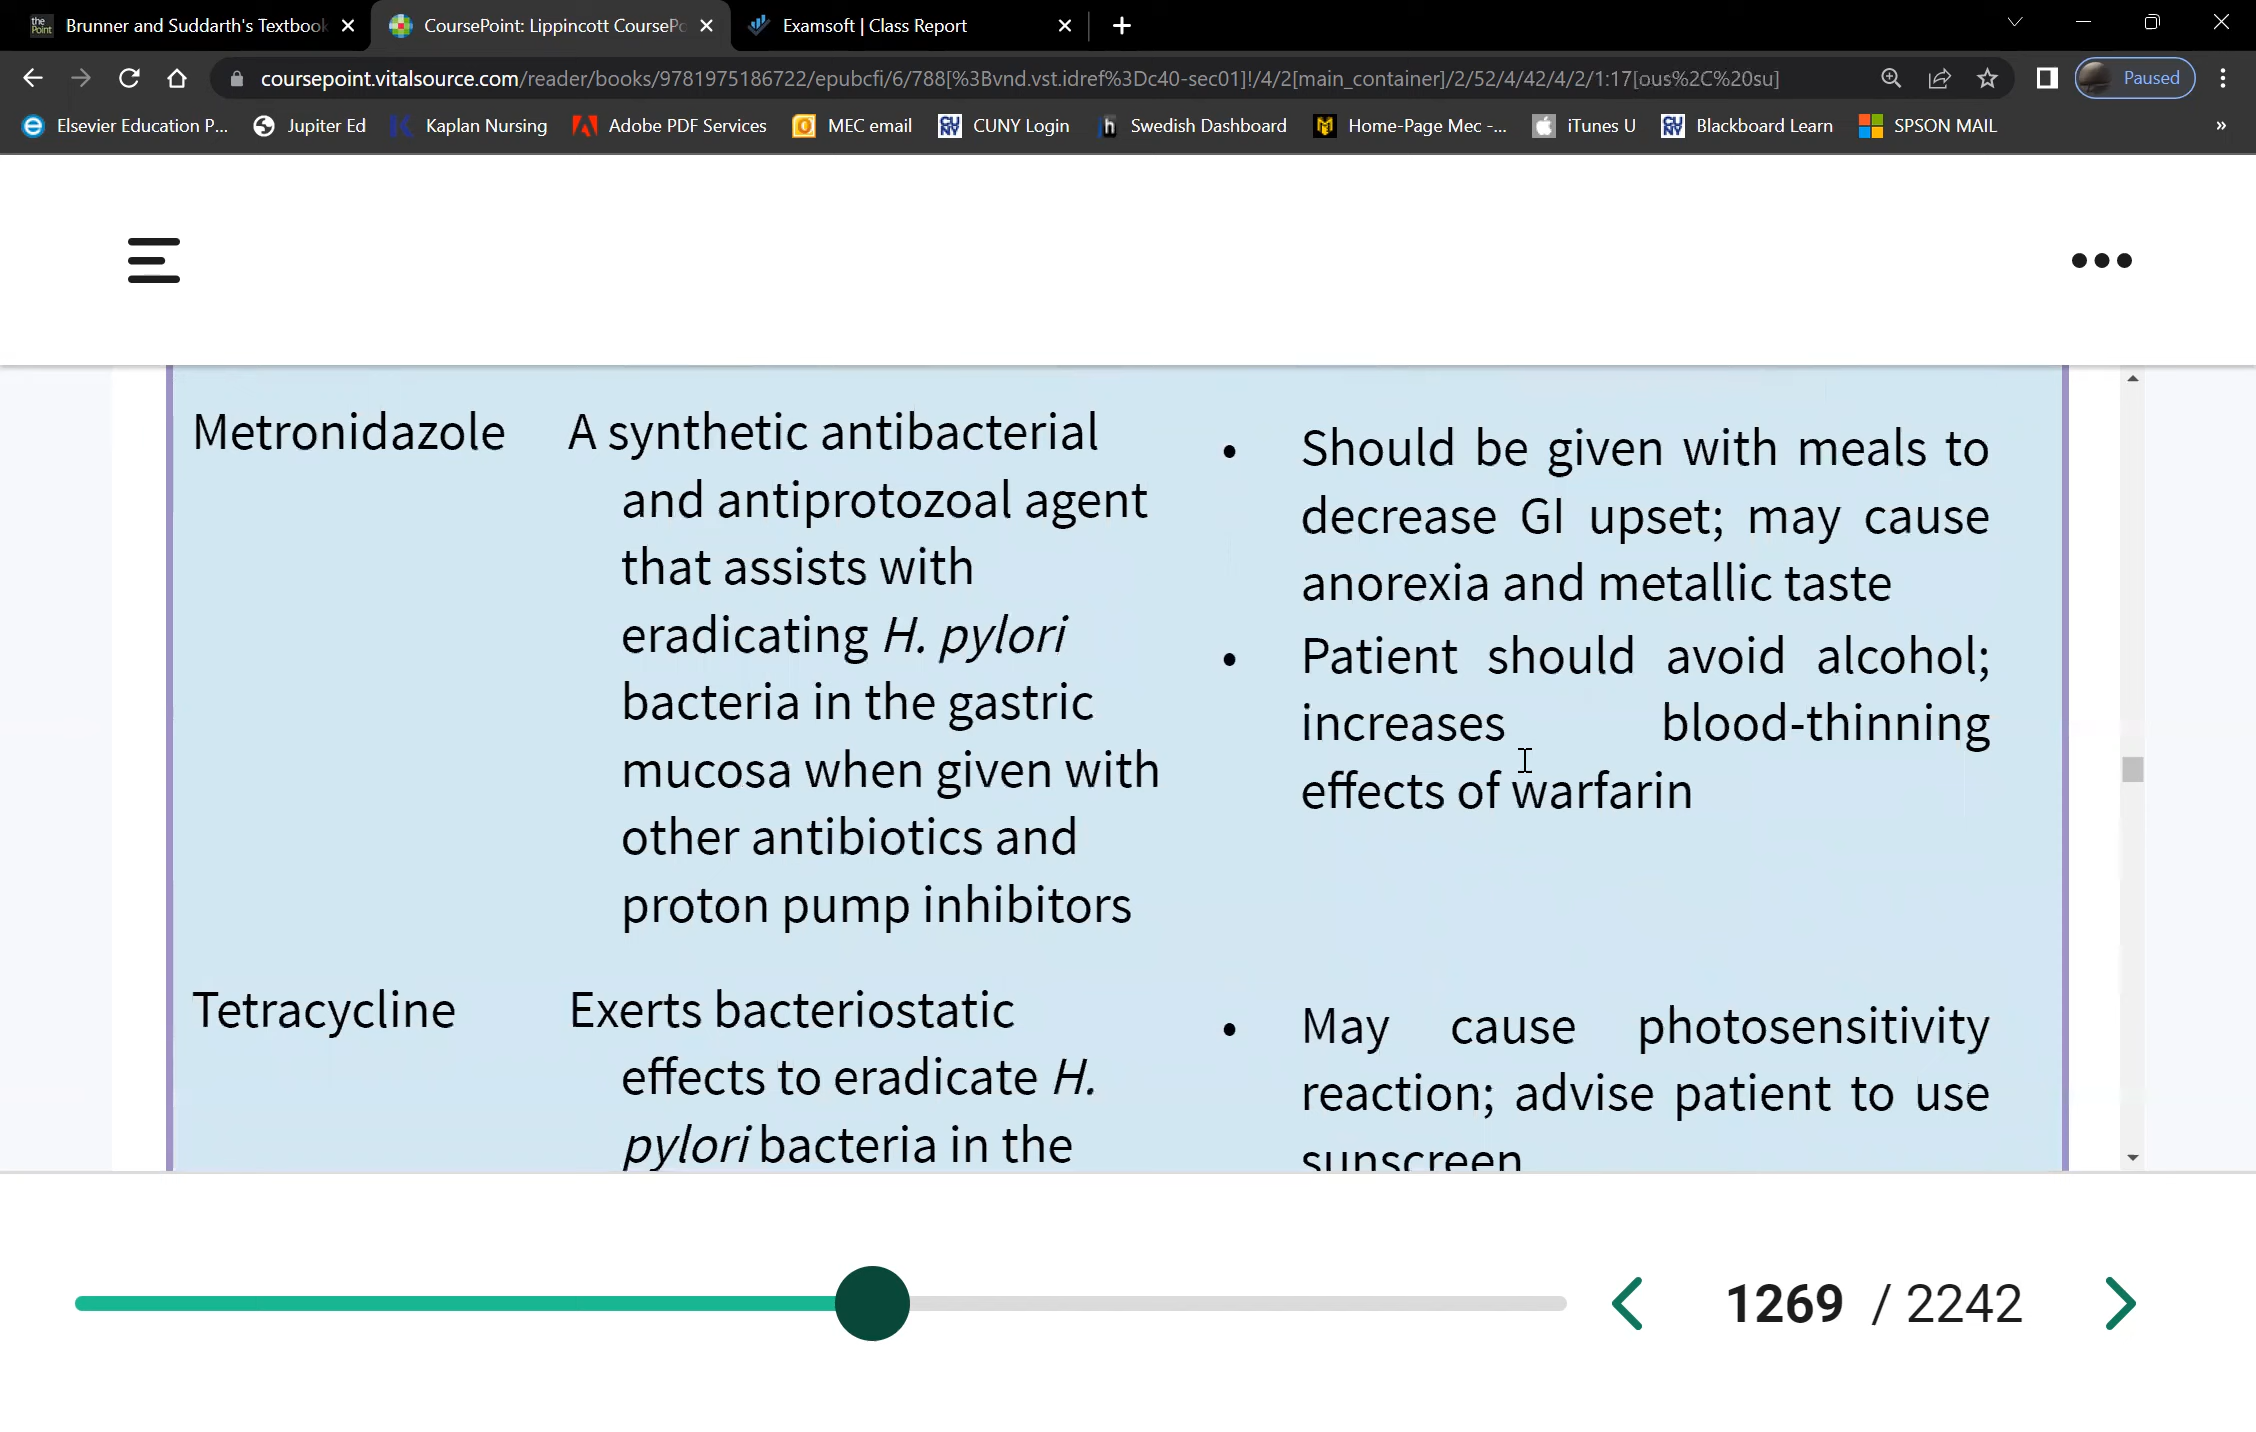 Brunner and Suddarth's Textbook
CoursePoint: Lippincott CoursePo
Examsoft | Class Report
coursepoint.vitalsource.com/reader/books/9781975186722/epubcfi/6/788[%3Bvnd.vst.idref%3Dc40-sec01]!/4/2[main_container]/2/52/4/42/4/2/1:17[ous%2C%20su]
Paused
Elsevier Education P...
Jupiter Ed
Kaplan Nursing
Adobe PDF Services
MEC email
CUNY Login
Swedish Dashboard
Home-Page Mec -...
iTunes U
Blackboard Learn
SPSON MAIL
Metronidazole
A synthetic antibacterial
and antiprotozoal agent
that assists with
eradicating H. pylori
bacteria in the gastric
mucosa when given with
other antibiotics and
proton pump inhibitors
• Should be given with meals to
decrease GI upset; may cause
anorexia and metallic taste
• Patient should avoid alcohol;
increases blood-thinning
effects of warfarin
Tetracycline
Exerts bacteriostatic
effects to eradicate H.
pylori bacteria in the
• May cause photosensitivity
reaction; advise patient to use
sunscreen
1269 / 2242